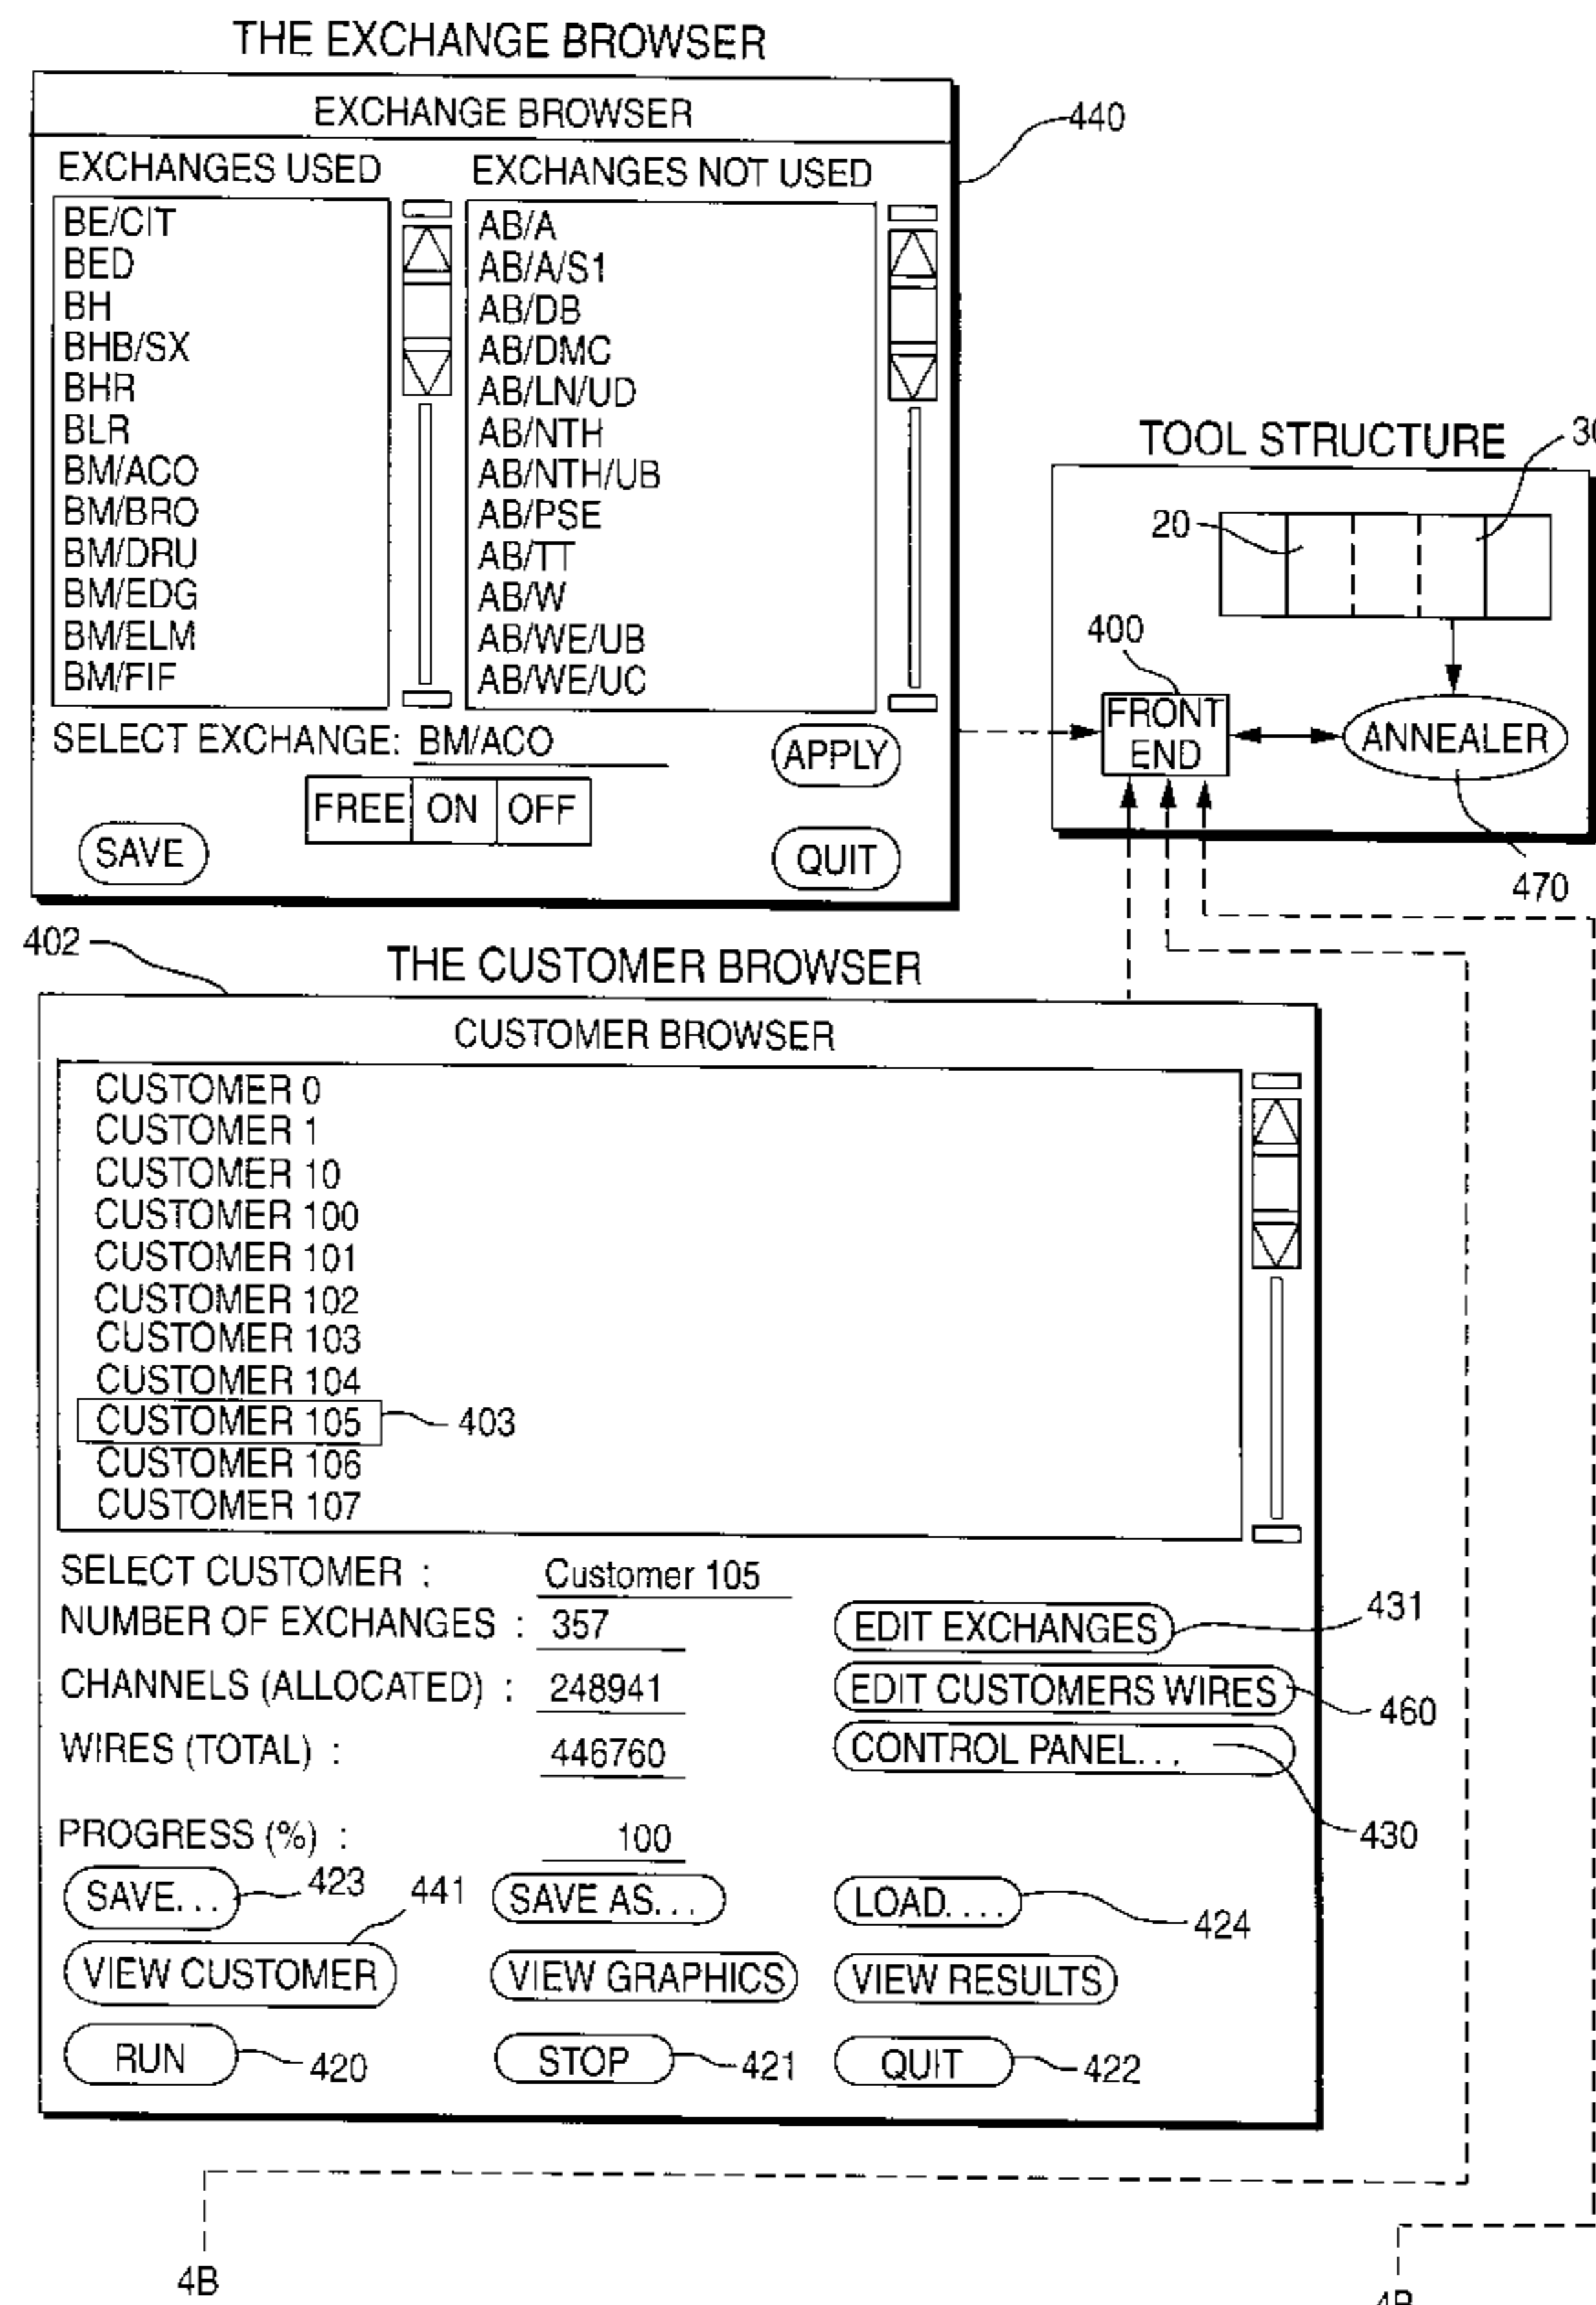 THE EXCHANGE BROWSER
EXCHANGE BROWSER
440
EXCHANGES USED
BE/CIT
BED
BH
BHB/SX
BHR
BLR
BM/ACO
BM/BRO
BM/DRU
BM/EDG
BM/ELM
BM/FIF
EXCHANGES NOT USED
AB/A
AB/A/S1
AB/DB
AB/DMC
AB/LN/UD
AB/NTH
AB/NTH/UB
AB/PSE
AB/TT
AB/W
AB/WE/UB
AB/WE/UC
SELECT EXCHANGE: BM/ACO
APPLY
FREE ON OFF
SAVE
QUIT
TOOL STRUCTURE
20
400
FRONT
END
ANNEALER
470
402
THE CUSTOMER BROWSER
CUSTOMER BROWSER
CUSTOMER 0
CUSTOMER 1
CUSTOMER 10
CUSTOMER 100
CUSTOMER 101
CUSTOMER 102
CUSTOMER 103
CUSTOMER 104
CUSTOMER 105 403
CUSTOMER 106
CUSTOMER 107
SELECT CUSTOMER : Customer 105
NUMBER OF EXCHANGES : 357
EDIT EXCHANGES 431
CHANNELS (ALLOCATED) : 248941
EDIT CUSTOMERS WIRES 460
WIRES (TOTAL) : 446760
CONTROL PANEL... 430
PROGRESS (%) : 100
SAVE... 423
441
SAVE AS...
LOAD.... 424
VIEW CUSTOMER
VIEW GRAPHICS
VIEW RESULTS
RUN 420
STOP 421
QUIT 422
4B